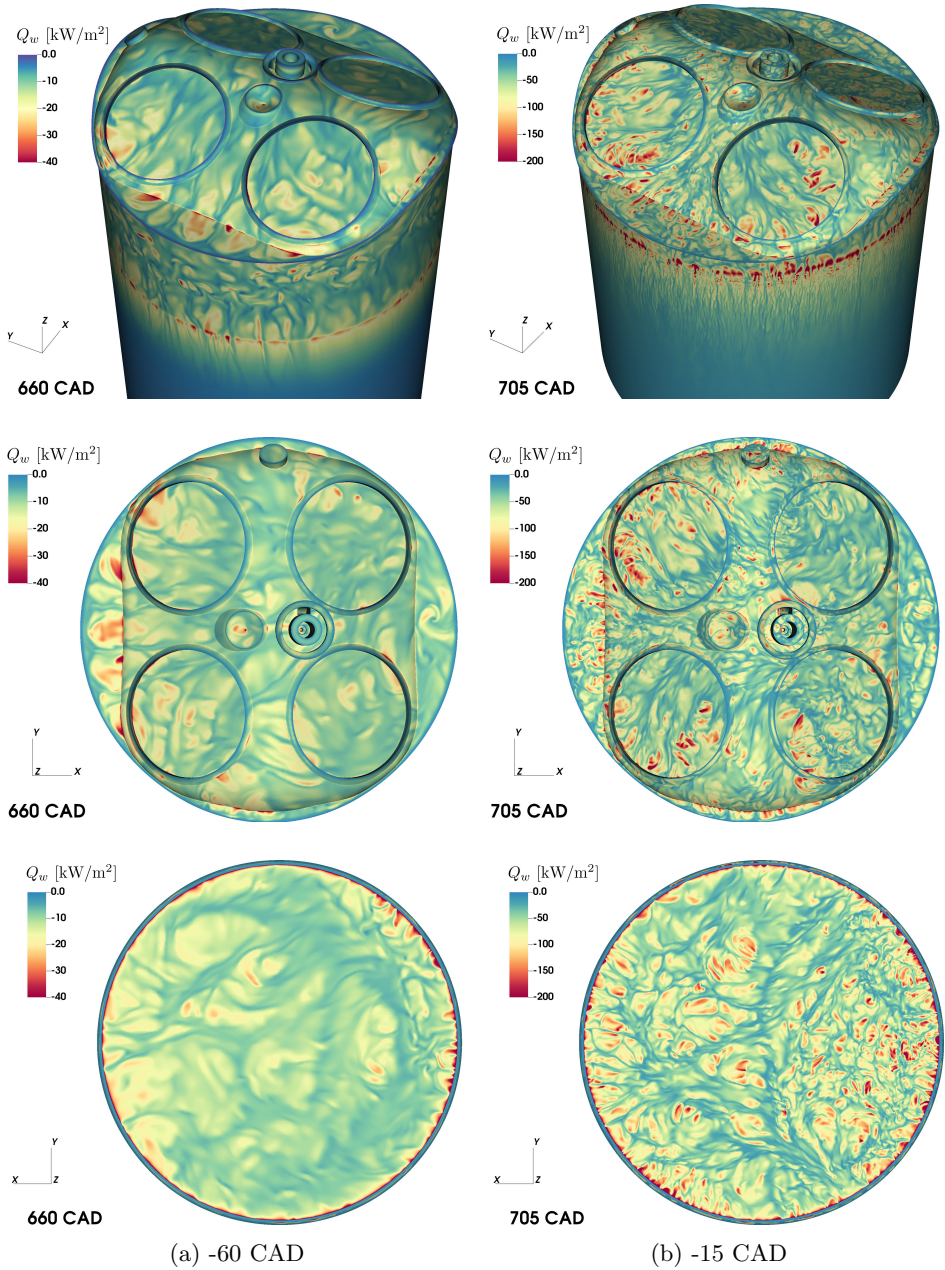 Q_w [kW/m²]
0.0
-10
-20
-30
-40
Z
X
Y
660 CAD
Q_w [kW/m²]
0.0
-50
-100
-150
-200
Z
X
Y
705 CAD
Q_w [kW/m²]
0.0
-10
-20
-30
-40
Y
Z
X
660 CAD
Q_w [kW/m²]
0.0
-50
-100
-150
-200
Y
Z
X
705 CAD
Q_w [kW/m²]
0.0
-10
-20
-30
-40
Y
X
Z
660 CAD
Q_w [kW/m²]
0.0
-50
-100
-150
-200
Y
X
Z
705 CAD
(a) -60 CAD
(b) -15 CAD